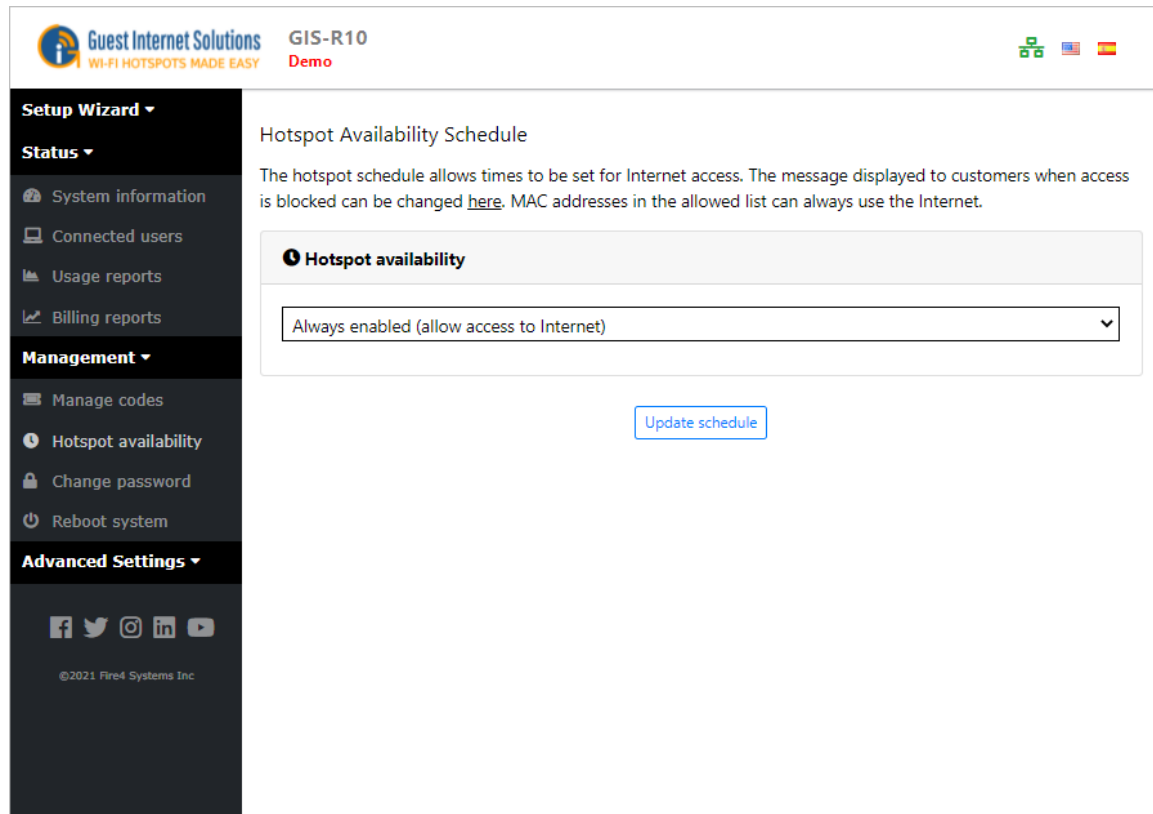 Guest Internet Solutions
WI-FI HOTSPOTS MADE EASY
GIS-R10
Demo
Setup Wizard
Status
System information
Connected users
Usage reports
Billing reports
Management
Manage codes
Hotspot availability
Change password
Reboot system
Advanced Settings
©2021 Fire4 Systems Inc
Hotspot Availability Schedule
The hotspot schedule allows times to be set for Internet access. The message displayed to customers when access
is blocked can be changed here. MAC addresses in the allowed list can always use the Internet.
Hotspot availability
Always enabled (allow access to Internet)
Update schedule